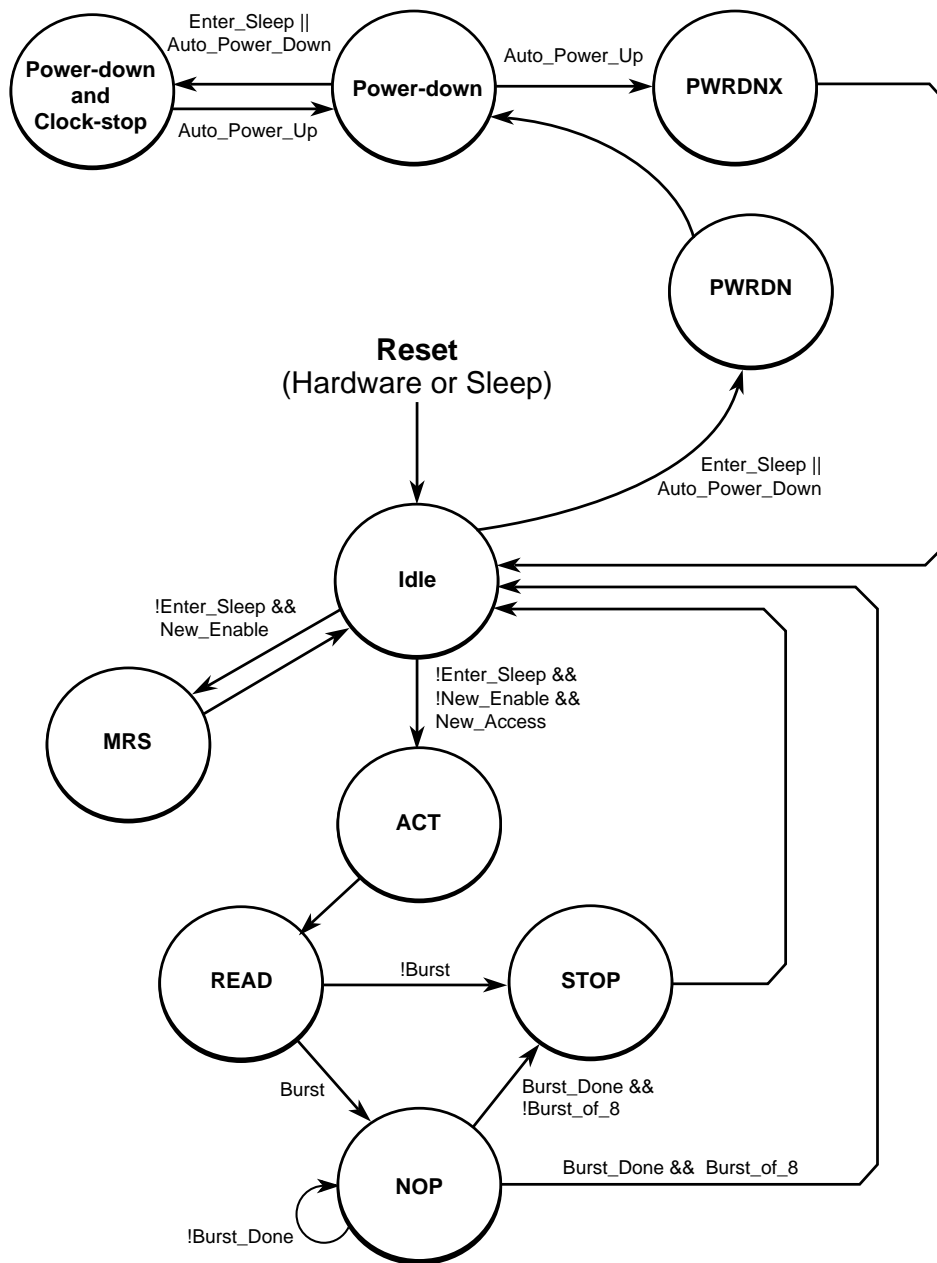 Enter_Sleep ||
Auto_Power_Down
Power-down
and
Clock-stop
Auto_Power_Up
Power-down
Auto_Power_Up
PWRDNX
PWRDN
Reset
(Hardware or Sleep)
Enter_Sleep ||
Auto_Power_Down
Idle
!Enter_Sleep &&
New_Enable
!Enter_Sleep &&
!New_Enable &&
New_Access
MRS
ACT
READ
!Burst
STOP
Burst
Burst_Done &&
!Burst_of_8
NOP
Burst_Done && Burst_of_8
!Burst_Done